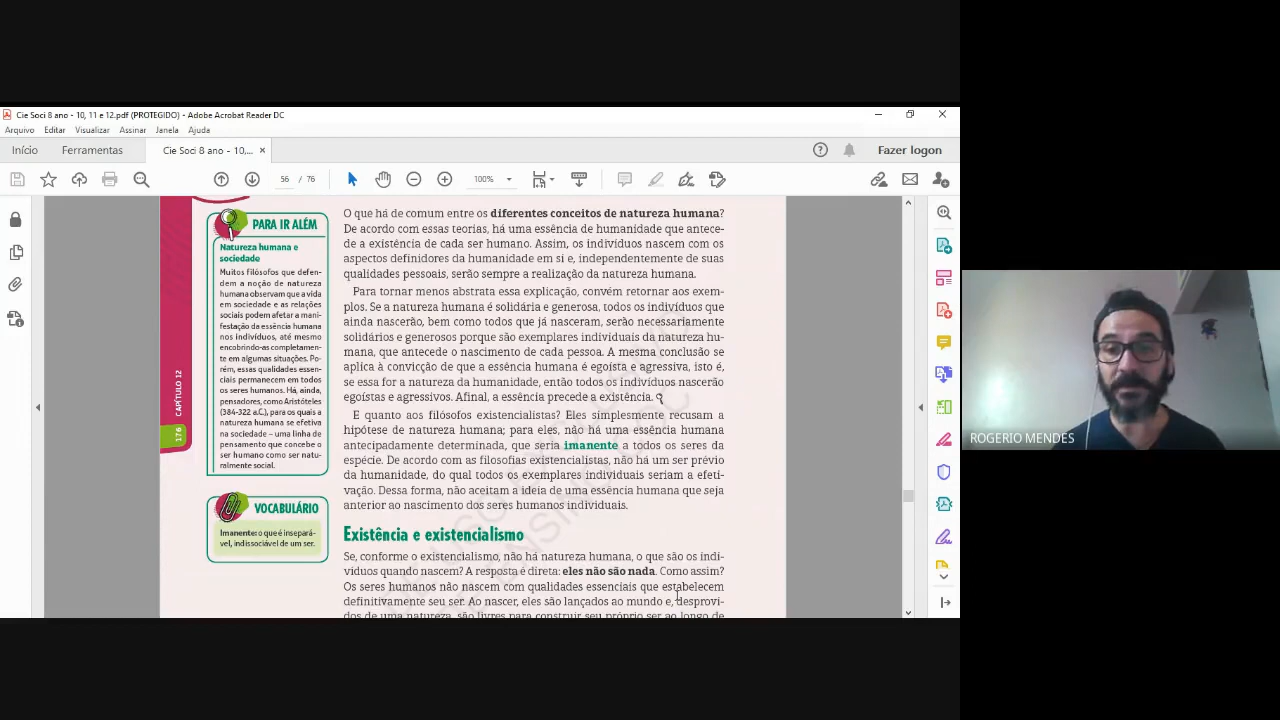 Cie Soci 8 ano - 10, 11 e 12.pdf (PROTEGIDO) - Adobe Acrobat Reader DC
Arquivo Editar Visualizar Assinar Janela Ajuda
Início Ferramentas Cie Soci 8 ano - 10,... × Fazer logon
56 / 76 100%
PARA IR ALÉM
Natureza humana e
sociedade
Muitos filósofos que defen-
dem a noção de natureza
humana observam que a vida
em sociedade e as relações
sociais podem afetar a mani-
festação da essência humana
nos indivíduos, até mesmo
encobrindo-as completamen-
te em algumas situações. Po-
rém, essas qualidades essen-
ciais permanecem em todos
os seres humanos. Há, ainda,
pensadores, como Aristóteles
(384-322 a.C.), para os quais a
natureza humana se efetiva
na sociedade – uma linha de
pensamento que concebe o
ser humano como ser natu-
ralmente social.
VOCABULÁRIO
Imanente: o que é insepará-
vel, indissociável de um ser.
CAPÍTULO 12
176
O que há de comum entre os diferentes conceitos de natureza humana?
De acordo com essas teorias, há uma essência de humanidade que antece-
de a existência de cada ser humano. Assim, os indivíduos nascem com os
aspectos definidores da humanidade em si e, independentemente de suas
qualidades pessoais, serão sempre a realização da natureza humana.
Para tornar menos abstrata essa explicação, convém retornar aos exem-
plos. Se a natureza humana é solidária e generosa, todos os indivíduos que
ainda nascerão, bem como todos que já nasceram, serão necessariamente
solidários e generosos porque são exemplares individuais da natureza hu-
mana, que antecede o nascimento de cada pessoa. A mesma conclusão se
aplica à convicção de que a essência humana é egoísta e agressiva, isto é,
se essa for a natureza da humanidade, então todos os indivíduos nascerão
egoístas e agressivos. Afinal, a essência precede a existência.
E quanto aos filósofos existencialistas? Eles simplesmente recusam a
hipótese de natureza humana; para eles, não há uma essência humana
antecipadamente determinada, que seria imanente a todos os seres da
espécie. De acordo com as filosofias existencialistas, não há um ser prévio
da humanidade, do qual todos os exemplares individuais seriam a efeti-
vação. Dessa forma, não aceitam a ideia de uma essência humana que seja
anterior ao nascimento dos seres humanos individuais.
Existência e existencialismo
Se, conforme o existencialismo, não há natureza humana, o que são os indi-
víduos quando nascem? A resposta é direta: eles não são nada. Como assim?
Os seres humanos não nascem com qualidades essenciais que estabelecem
definitivamente seu ser. Ao nascer, eles são lançados ao mundo e, desprovi-
dos de uma natureza, são livres para construir seu próprio ser ao longo de
ROGERIO MENDES